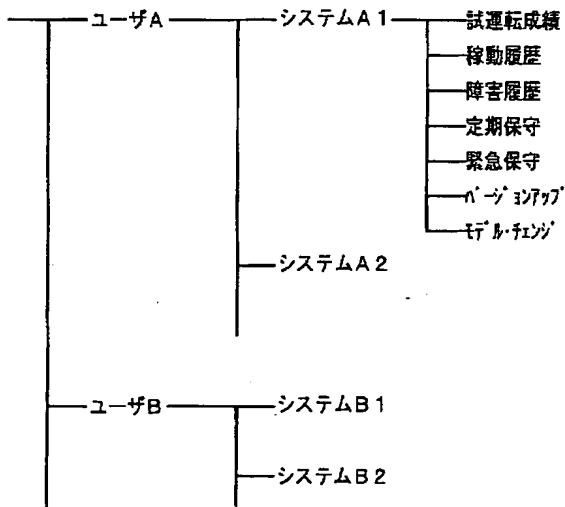 ユーザA システムA1 試運転成績
稼動履歴
障害履歴
定期保守
緊急保守
ﾊﾞｰｼﾞｮﾝｱｯﾌﾟ
ﾓﾃﾞﾙ･ﾁｪﾝｼﾞ
システムA2
ユーザB システムB1
システムB2